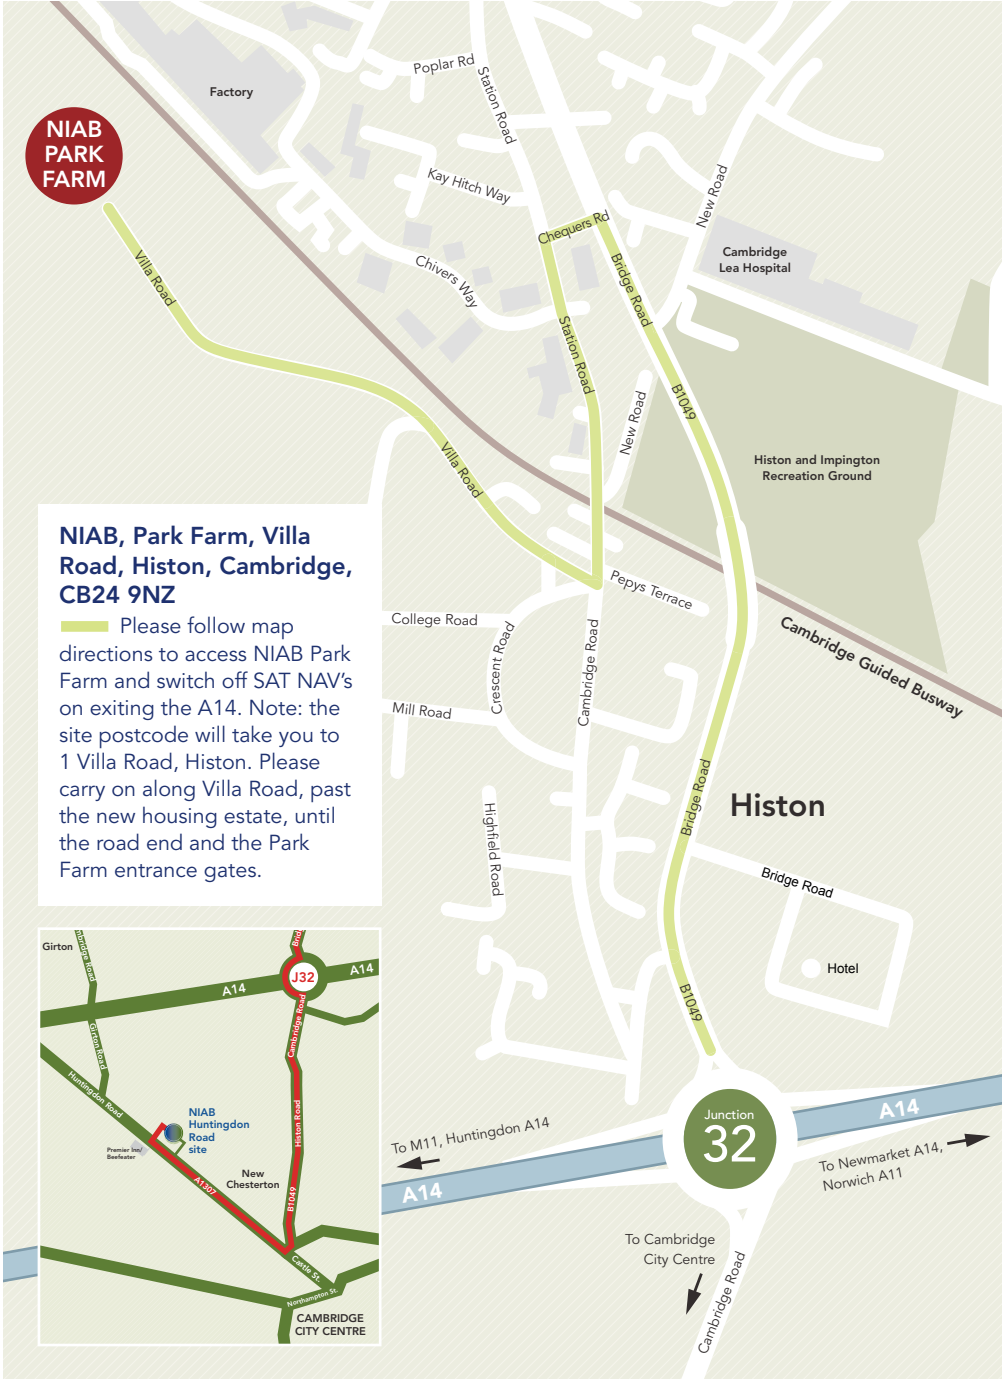 Factory
NIAB
PARK
FARM
Poplar Rd
Station Road
Kay Hitch Way
New Road
Chequers Rd
Cambridge
Lea Hospital
Villa Road
Chivers Way
Bridge Road
Station Road
B1049
New Road
Villa Road
Histon and Impington
Recreation Ground
NIAB, Park Farm, Villa
Road, Histon, Cambridge,
CB24 9NZ
Please follow map
directions to access NIAB Park
Farm and switch off SAT NAV’s
on exiting the A14. Note: the
site postcode will take you to
1 Villa Road, Histon. Please
carry on along Villa Road, past
the new housing estate, until
the road end and the Park
Farm entrance gates.
Pepys Terrace
College Road
Crescent Road
Cambridge Road
Cambridge Guided Busway
Mill Road
Bridge Road
Histon
Highfield Road
Bridge Road
Hotel
B1049
Junction
32
A14
To M11, Huntingdon A14
A14
To Newmarket A14,
Norwich A11
To Cambridge
City Centre
Cambridge Road
Girton
mbridge Road
Brid
J32
A14
A14
Girton Road
Cambridge Road
Huntingdon Road
NIAB
Huntingdon
Road
site
Premier Inn/
Beefeater
Histon Road
New
Chesterton
A1307
B1049
Castle St.
Northampton St.
CAMBRIDGE
CITY CENTRE